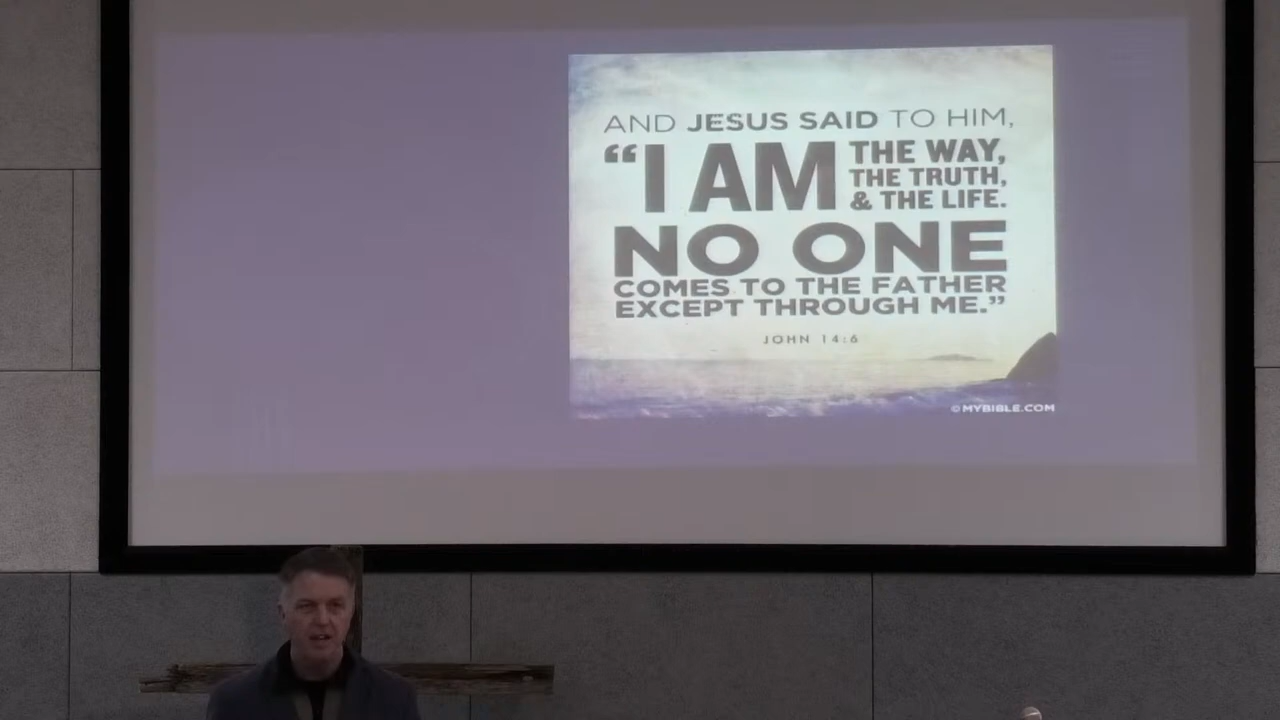 AND JESUS SAID TO HIM,
“I AM THE WAY,
THE TRUTH,
& THE LIFE.
NO ONE
COMES TO THE FATHER
EXCEPT THROUGH ME.”
JOHN 14:6
©MYBIBLE.COM